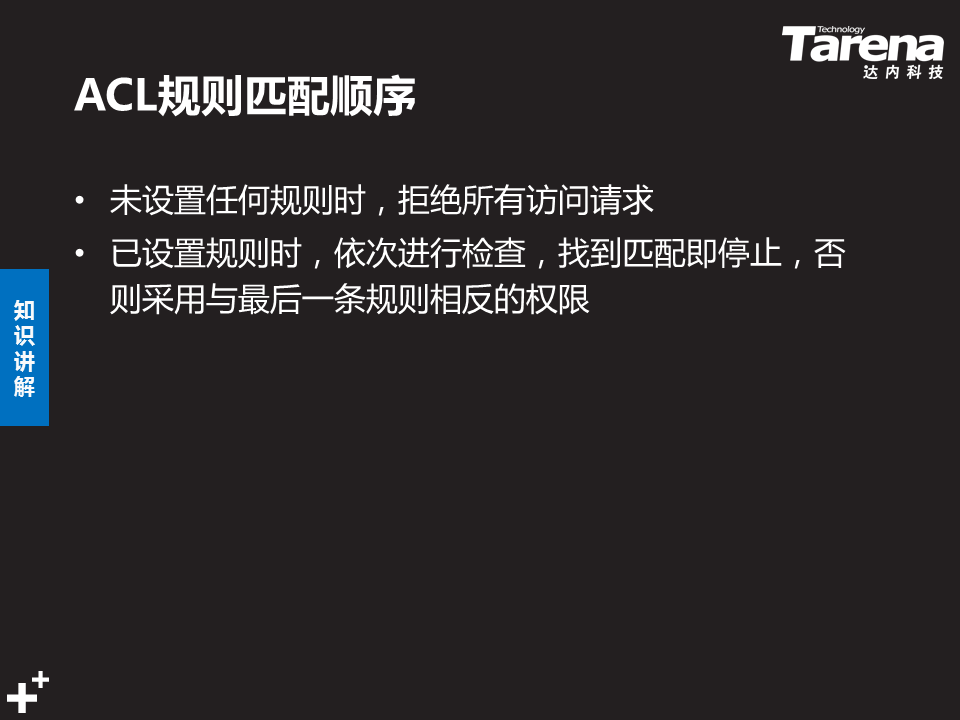 Technology
Tarena
达内科技
ACL规则匹配顺序
• 未设置任何规则时，拒绝所有访问请求
• 已设置规则时，依次进行检查，找到匹配即停止，否
则采用与最后一条规则相反的权限
知
识
讲
解